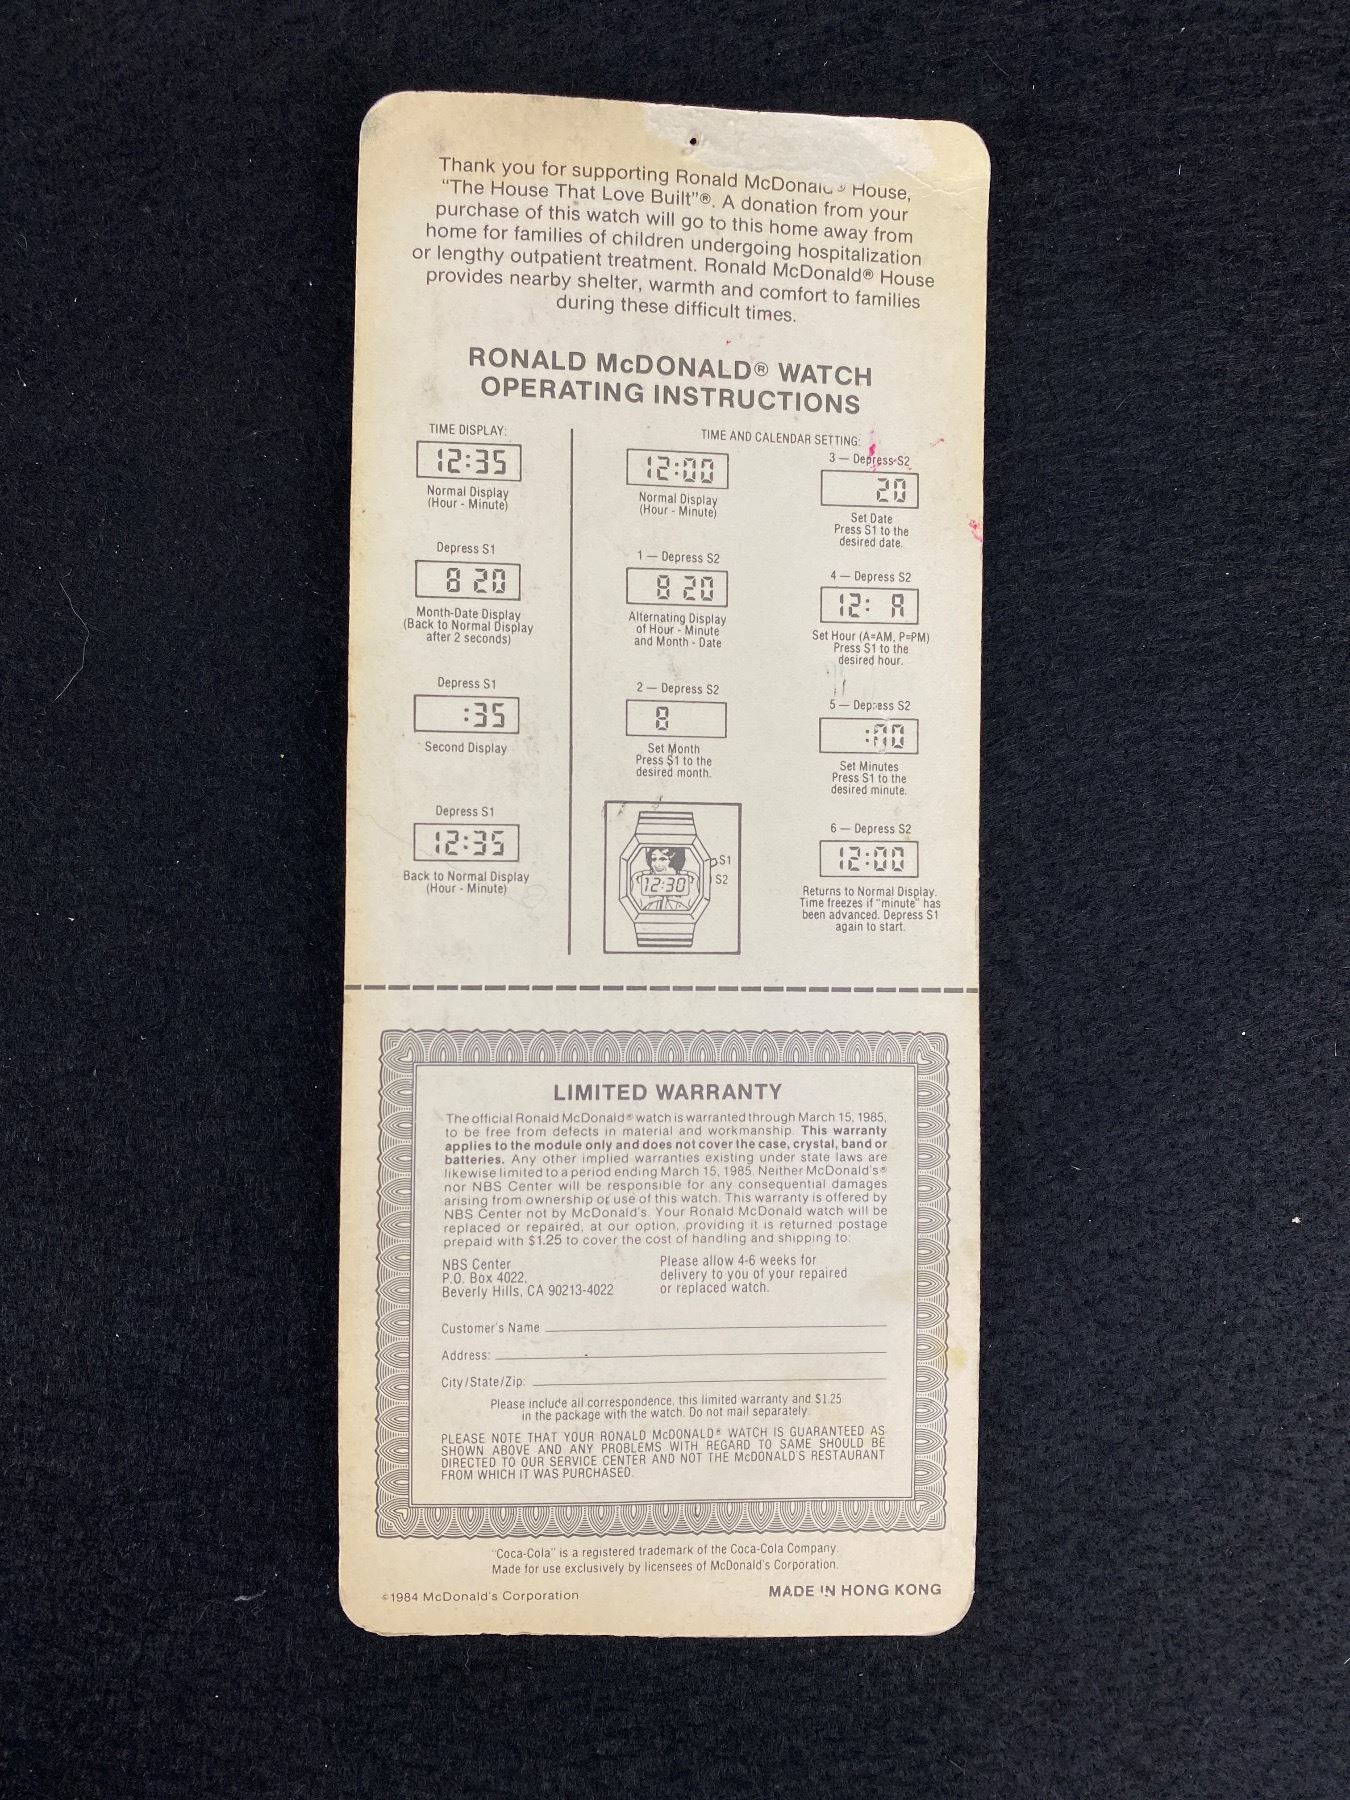 Thank you for supporting Ronald McDonald House,
"The House That Love Built"®. A donation from your
purchase of this watch will go to this home away from
home for families of children undergoing hospitalization
or lengthy outpatient treatment. Ronald McDonald® House
provides nearby shelter, warmth and comfort to families
during these difficult times.
RONALD McDONALD® WATCH
OPERATING INSTRUCTIONS
TIME DISPLAY:
12:35
Normal Display
(Hour - Minute)
Depress S1
8 20
Month-Date Display
(Back to Normal Display
after 2 seconds)
Depress S1
:35
Second Display
Depress S1
12:35
Back to Normal Display
(Hour - Minute)
TIME AND CALENDAR SETTING:
12:00
Normal Display
(Hour - Minute)
1 — Depress S2
8 20
Alternating Display
of Hour - Minute
and Month - Date
2 — Depress S2
8
Set Month
Press S1 to the
desired month.
12:30
S1
S2
3 — Depress S2
20
Set Date
Press S1 to the
desired date.
4 — Depress S2
12: A
Set Hour (A=AM, P=PM)
Press S1 to the
desired hour.
5 — Depress S2
Set Minutes
Press S1 to the
desired minute.
6 — Depress S2
12:00
Returns to Normal Display.
Time freezes if "minute" has
been advanced. Depress S1
again to start.
LIMITED WARRANTY
The official Ronald McDonald® watch is warranted through March 15, 1985,
to be free from defects in material and workmanship. This warranty
applies to the module only and does not cover the case, crystal, band or
batteries. Any other implied warranties existing under state laws are
likewise limited to a period ending March 15, 1985. Neither McDonald's®
nor NBS Center will be responsible for any consequential damages
arising from ownership or use of this watch. This warranty is offered by
NBS Center not by McDonald's. Your Ronald McDonald watch will be
replaced or repaired, at our option, providing it is returned postage
prepaid with $1.25 to cover the cost of handling and shipping to:
NBS Center
P.O. Box 4022,
Beverly Hills, CA 90213-4022
Please allow 4-6 weeks for
delivery to you of your repaired
or replaced watch.
Customer's Name
Address:
City/State/Zip:
Please include all correspondence, this limited warranty and $1.25
in the package with the watch. Do not mail separately.
PLEASE NOTE THAT YOUR RONALD McDONALD® WATCH IS GUARANTEED AS
SHOWN ABOVE AND ANY PROBLEMS WITH REGARD TO SAME SHOULD BE
DIRECTED TO OUR SERVICE CENTER AND NOT THE McDONALD'S RESTAURANT
FROM WHICH IT WAS PURCHASED.
"Coca-Cola" is a registered trademark of the Coca-Cola Company.
Made for use exclusively by licensees of McDonald's Corporation.
©1984 McDonald's Corporation
MADE IN HONG KONG